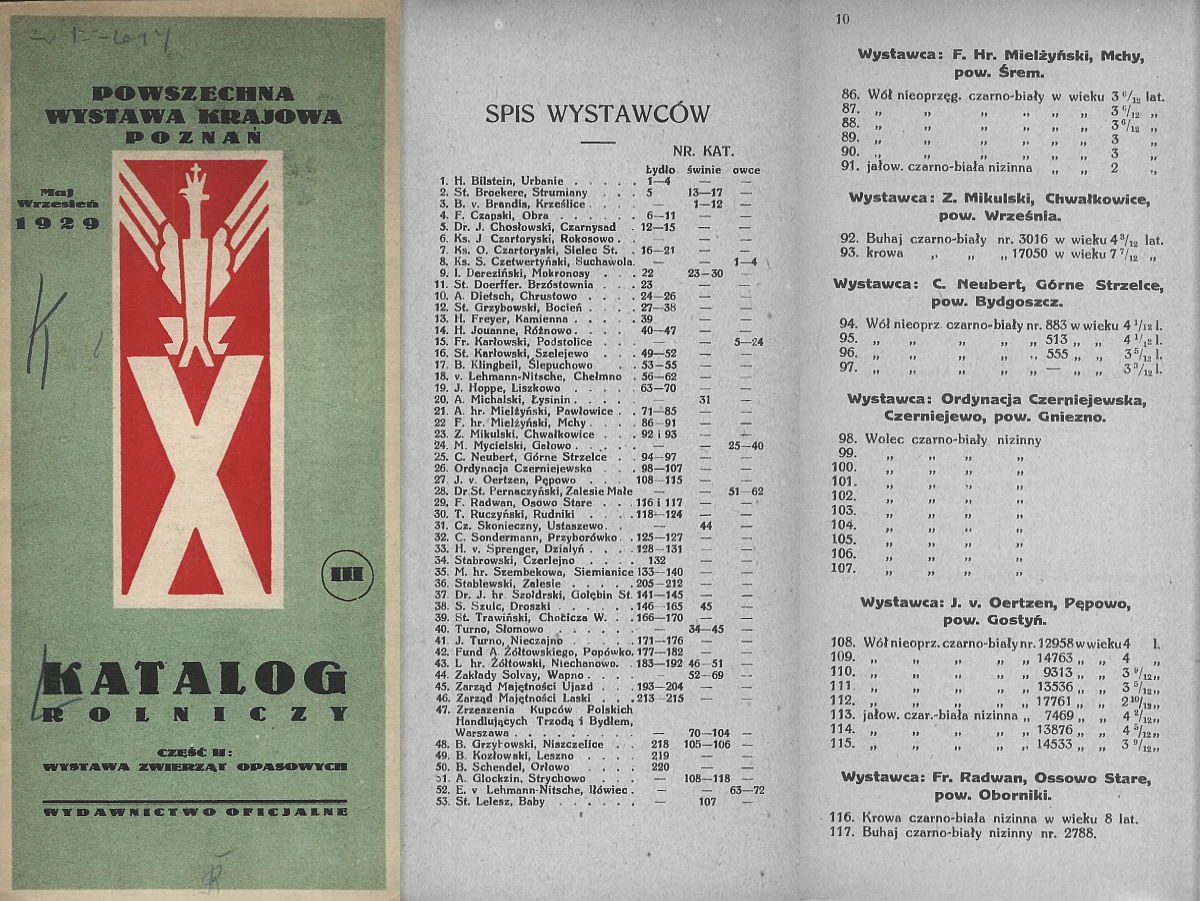 POWSZECHNA
WYSTAWA KRAJOWA
POZNAŃ
Maj
Wrzesień
1929
K
III
KATALOG
ROLNICZY
CZĘŚĆ II:
WYSTAWA ZWIERZĄT OPASOWYCH
WYDAWNICTWO OFICJALNE
SPIS WYSTAWCÓW
NR. KAT.
Łydło świnie owce
1. H. Bilstein, Urbanie . . . . . 1—4 — —
2. St. Broekere, Strumiany . . . . 5 13—17 —
3. B. v. Brandis, Krześlice . . . . — 1—12 —
4. F. Czapski, Obra . . . . . . 6—11 — —
5. Dr. J. Chosłowski, Czarnysad . 12—15 — —
6. Ks. J Czartoryski, Rokosowo . . — —
7. Ks. O. Czartoryski, Sielec St. . 16—21 — —
8. Ks. S. Czetwertyński, Suchawola. — — 1—4
9. I. Dereziński, Mokronosy . . . 22 23—30 —
11. St. Doerffer. Brzóstownia . . . 23 — —
10. A. Dietsch, Chrustowo . . . . 24—26 — —
12. St. Grzybowski, Bocień . . . . 27—38 — —
13. H. Freyer, Kamienna . . . . . 39 — —
14. H. Jouanne, Różnowo . . . . . 40—47 — —
15. Fr. Karłowski, Podstolice . . . — — 5—24
16. St. Karłowski, Szelejewo . . . 49—52 — —
17. B. Klingbeil, Ślepuchowo . . . 53—55 — —
18. v. Lehmann-Nitsche, Chełmno . 56—62 — —
19. J. Hoppe, Liszkowo . . . . . 63—70 — —
20. A. Michalski, Łysinin . . . . — 31 —
21. A. hr. Mielżyński, Pawłowice . . 71—85 — —
22 F. hr. Mielżyński, Mchy . . . . 86—91 — —
23. Z. Mikulski, Chwałkowice . . . 92 i 93 — —
24. M. Mycielski, Gałowo . . . . — — 25—40
25. C. Neubert, Górne Strzelce . . 94—97 — —
26. Ordynacja Czerniejewska . . . 98—107 — —
27. J. v. Oertzen, Pępowo . . . . 108—115 — —
28. Dr.St. Pernaczyński, Zalesie Małe — — 51—62
29. F. Radwan, Osowo Stare . . . 116 i 117 — —
30. T. Ruczyński, Rudniki . . . . 118—124 — —
31. Cz. Skonieczny, Ustaszewo . . — 44 —
32. C. Sondermann, Przyborówko . 125—127 — —
33. H. v. Sprenger, Działyń . . . 128—131 — —
34. Stabrowski, Czerlejno . . . . 132 — —
35. M. hr. Szembekowa, Siemianice 133—140 — —
36. Stablewski, Zalesie . . . . . 205—212 — —
37. Dr. J. hr. Szołdrski, Gołębin St. 141—145 — —
38. S. Szulc, Droszki . . . . . . 146—165 45 —
39. St. Trawiński, Chocicza W. . . 166—170 — —
40. Turno, Słomowo . . . . . . — 34—45 —
41. J. Turno, Nieczajno . . . . . 171—176 — —
42. Fund A. Żółtowskiego, Popówko. 177—182 — —
43. L hr. Żółtowski, Niechanowo. . 183—192 46—51 —
44. Zakłady Solvay, Wapno . . . . — 52—69 —
45. Zarząd Majętności Ujazd . . . 193—204 — —
46. Zarząd Majętności Laski . . . 213—215 — —
47. Zrzeszenia Kupców Polskich
Handlujących Trzodą i Bydłem,
Warszawa . . . . . . . — 70—104 —
48. B. Grzybowski, Niszczelice . . 218 105—106 —
49. B. Kozłowski, Leszno . . . . 219 — —
50. B. Schendel, Orłowo . . . . 220 — —
51. A. Glockzin, Strychowo . . . — 108—118 —
52. E. v Lehmann-Nitsche, Iłówiec . — — 63—72
53. St. Lelesz, Baby . . . . . . — 107 —
10
Wystawca: F. Hr. Mielżyński, Mchy,
pow. Śrem.
86. Wół nieoprzęg. czarno-biały w wieku 3 6/12 lat.
87. „ „ „ „ „ „ 3 6/12 „
88. „ „ „ „ „ „ 3 6/12 „
89. „ „ „ „ „ „ 3 „
90. „ „ „ „ „ „ 3 „
91. jałow. czarno-biała nizinna „ „ 2 „
Wystawca: Z. Mikulski, Chwałkowice,
pow. Września.
92. Buhaj czarno-biały nr. 3016 w wieku 4 3/12 lat.
93. krowa „ „ „ 17050 w wieku 7 7/12 „
Wystawca: C. Neubert, Górne Strzelce,
pow. Bydgoszcz.
94. Wół nieoprz. czarno-biały nr. 883 w wieku 4 1/12 l.
95. „ „ „ „ „ 513 „ „ 4 1/12 l.
96. „ „ „ „ „ 555 „ „ 3 5/12 l.
97. „ „ „ „ „ — „ „ 3 3/12 l.
Wystawca: Ordynacja Czerniejewska,
Czerniejewo, pow. Gniezno.
98. Wolec czarno-biały nizinny
99. „ „ „ „
100. „ „ „ „
101. „ „ „ „
102. „ „ „ „
103. „ „ „ „
104. „ „ „ „
105. „ „ „ „
106. „ „ „ „
107. „ „ „ „
Wystawca: J. v. Oertzen, Pępowo,
pow. Gostyń.
108. Wół nieoprz. czarno-biały nr. 12958 w wieku 4 l.
109. „ „ „ „ „ 14763 „ „ 4 „
110. „ „ „ „ „ 9313 „ „ 3 9/12 „
111. „ „ „ „ „ 13536 „ „ 3 5/12 „
112. „ „ „ „ „ 17761 „ „ 2 10/12 „
113. jałow. czar.-biała nizinna „ 7469 „ „ 4 2/12 „
114. „ „ „ „ „ 13876 „ „ 4 5/12 „
115. „ „ „ „ „ 14533 „ „ 3 9/12 „
Wystawca: Fr. Radwan, Ossowo Stare,
pow. Oborniki.
116. Krowa czarno-biała nizinna w wieku 8 lat.
117. Buhaj czarno-biały nizinny nr. 2788.